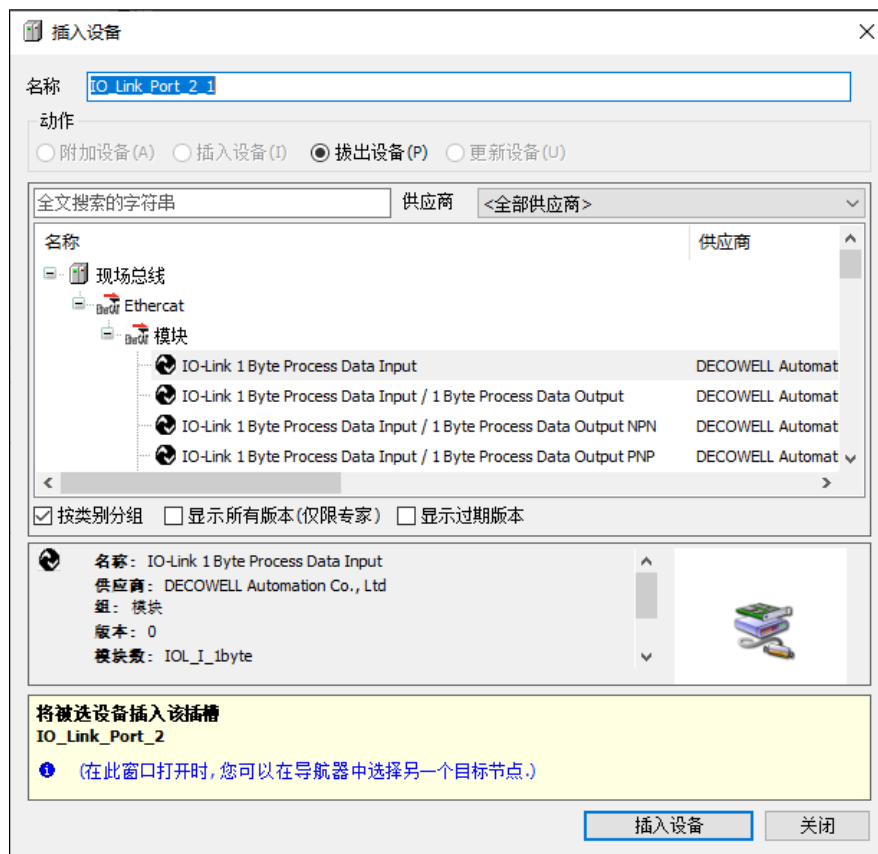 插入设备
名称 IO_Link_Port_2_1
动作
附加设备(A) 插入设备(I) 拔出设备(P) 更新设备(U)
全文搜索的字符串 供应商 <全部供应商>
名称 供应商
现场总线
EtherCAT Ethercat
EtherCAT 模块
IO-Link 1 Byte Process Data Input DECOWELL Automat
IO-Link 1 Byte Process Data Input / 1 Byte Process Data Output DECOWELL Automat
IO-Link 1 Byte Process Data Input / 1 Byte Process Data Output NPN DECOWELL Automat
IO-Link 1 Byte Process Data Input / 1 Byte Process Data Output PNP DECOWELL Automat
按类别分组 显示所有版本(仅限专家) 显示过期版本
名称: IO-Link 1 Byte Process Data Input
供应商: DECOWELL Automation Co., Ltd
组: 模块
版本: 0
模块数: IOL_I_1byte
将被选设备插入该插槽
IO_Link_Port_2
(在此窗口打开时,您可以在导航器中选择另一个目标节点.)
插入设备 关闭